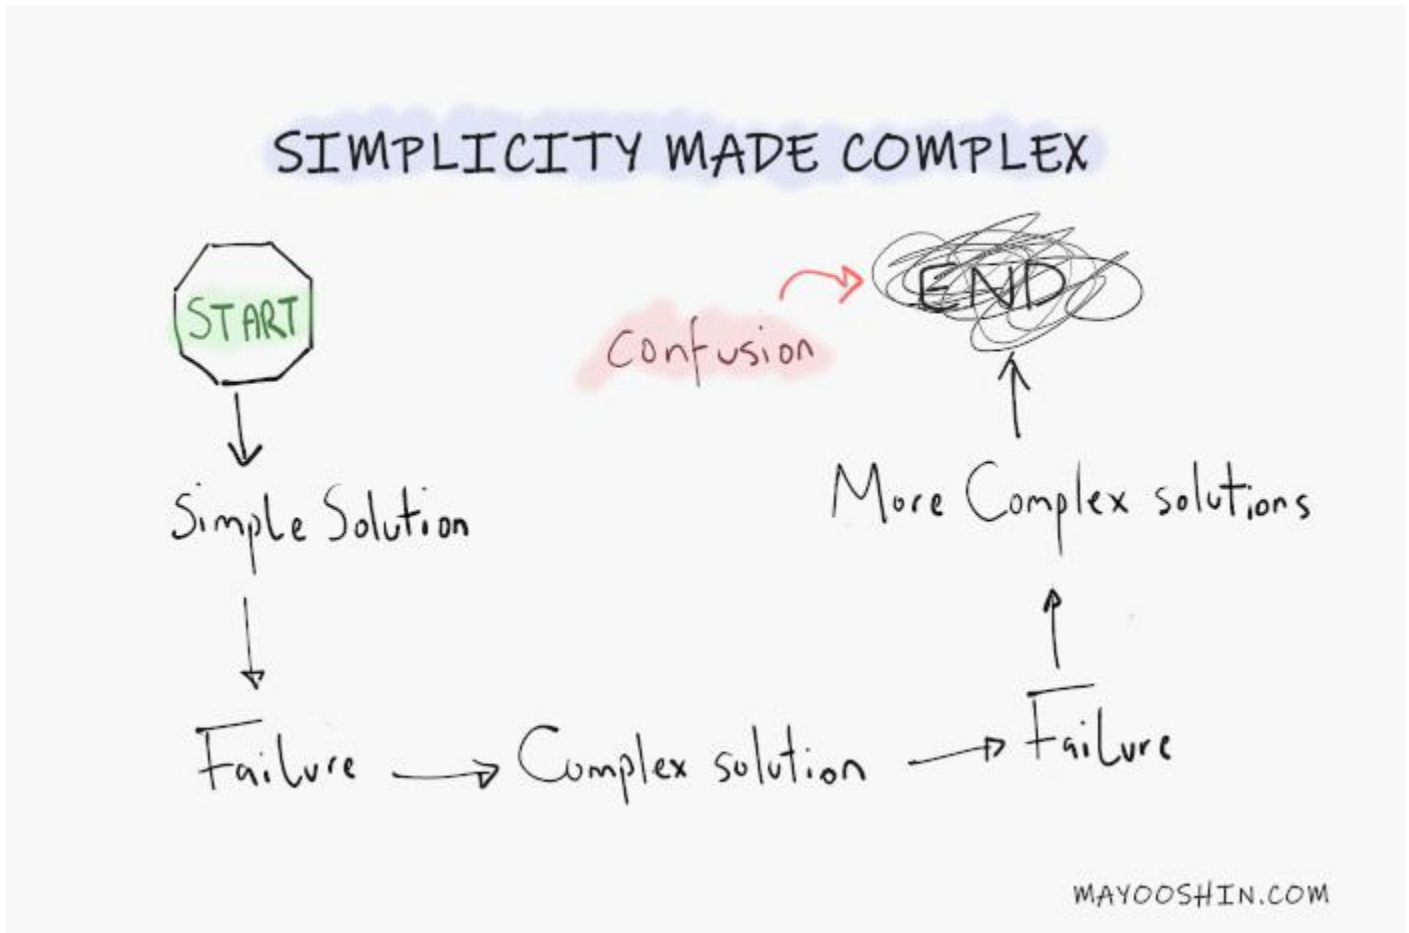 SIMPLICITY MADE COMPLEX
START
Simple Solution
Failure
Complex solution
Failure
More Complex solutions
END
Confusion
MAYOOSHIN.COM